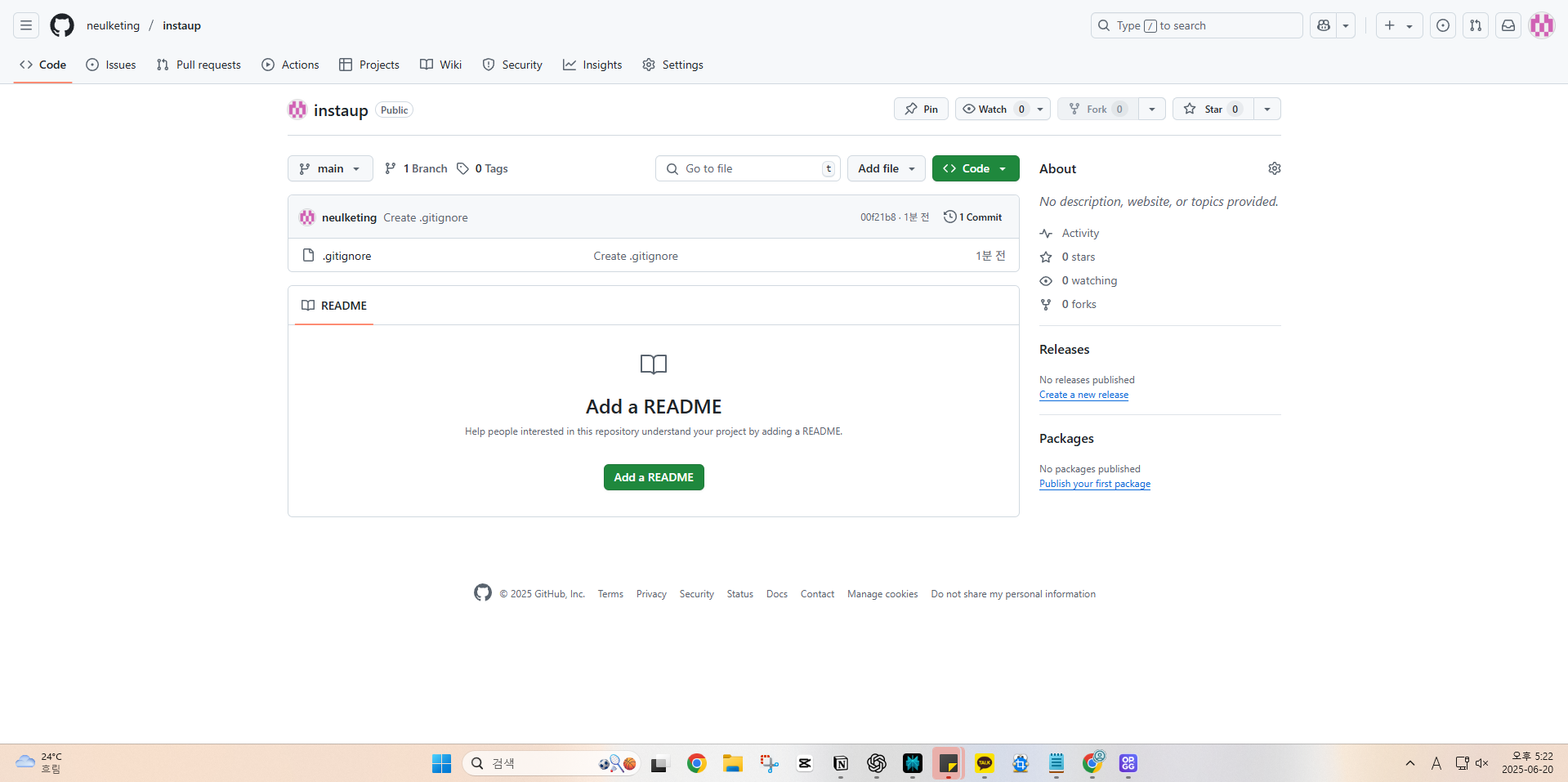 neulketing / instaup
Type / to search
Code Issues Pull requests Actions Projects Wiki Security Insights Settings
instaup Public
Pin Watch 0 Fork 0 Star 0
main 1 Branch 0 Tags Go to file t Add file Code
neulketing Create .gitignore 00f21b8 · 1분 전 1 Commit
.gitignore Create .gitignore 1분 전
README
Add a README
Help people interested in this repository understand your project by adding a README.
Add a README
About
No description, website, or topics provided.
Activity
0 stars
0 watching
0 forks
Releases
No releases published
Create a new release
Packages
No packages published
Publish your first package
© 2025 GitHub, Inc. Terms Privacy Security Status Docs Contact Manage cookies Do not share my personal information
24°C
흐림
검색
TALK
OP.GG
A
오후 5:22
2025-06-20